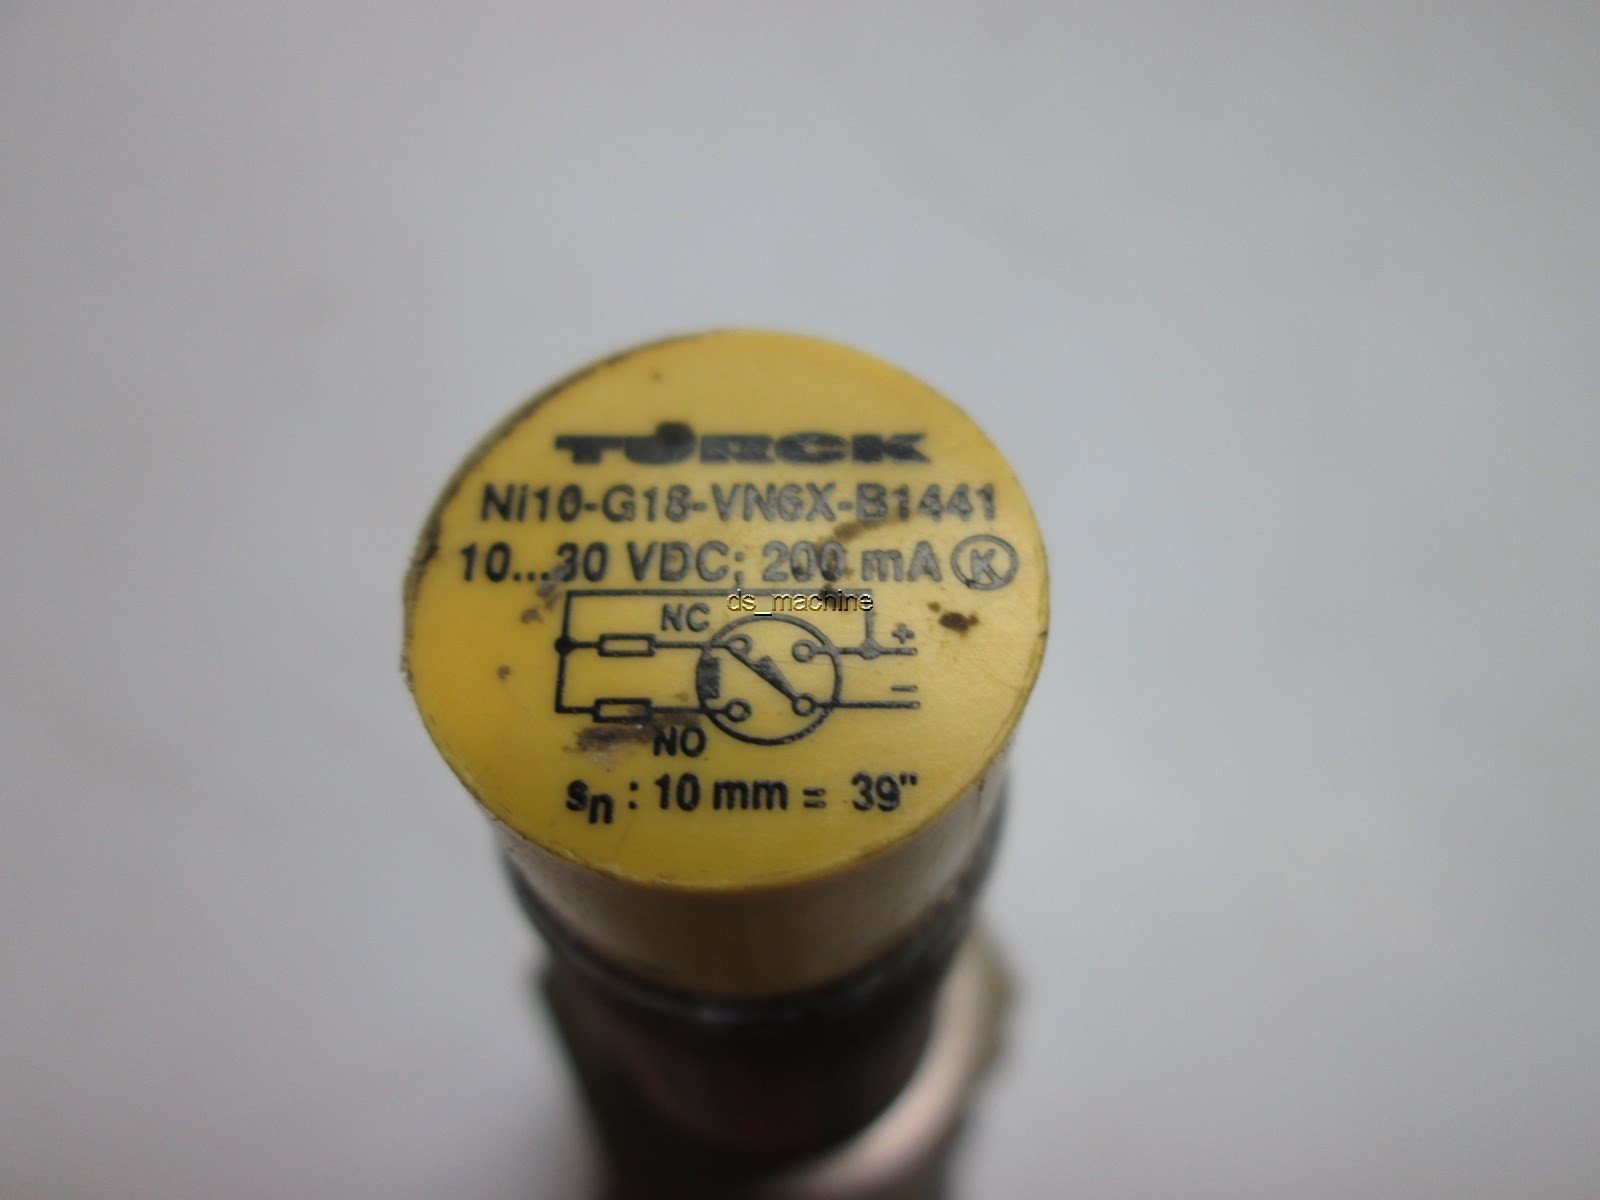 TURCK
Ni10-G18-VN6X-B1441
10...30 VDC; 200 mA K
ds_machine
NC
+
−
NO
sn : 10 mm = 39"